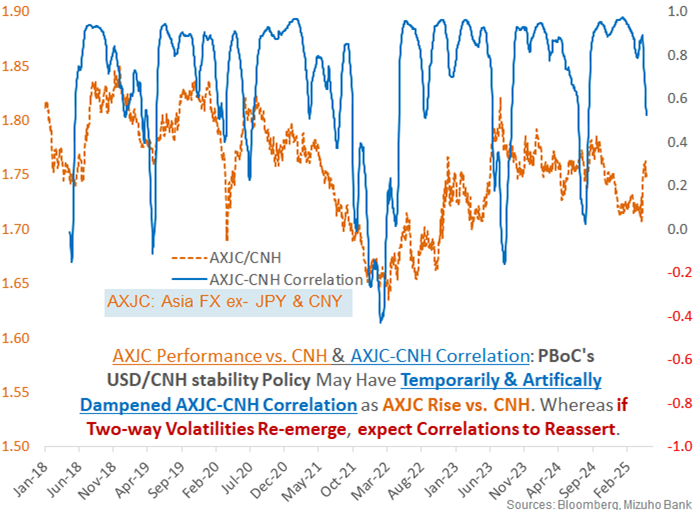 1.90
1.85
1.80
1.75
1.70
1.65
1.60
1.55
1.50
1.0
0.8
0.6
0.4
0.2
0.0
-0.2
-0.4
-0.6
-0.8
-1.0
AXJC/CNH
AXJC-CNH Correlation
AXJC: Asia FX ex- JPY & CNY
AXJC Performance vs. CNH & AXJC-CNH Correlation: PBoC's
USD/CNH stability Policy May Have Temporarily & Artifically
Dampened AXJC-CNH Correlation as AXJC Rise vs. CNH. Whereas if
Two-way Volatilities Re-emerge, expect Correlations to Reassert.
Jan-18
Jun-18
Nov-18
Apr-19
Sep-19
Feb-20
Jul-20
Dec-20
May-21
Oct-21
Mar-22
Aug-22
Jan-23
Jun-23
Nov-23
Apr-24
Sep-24
Feb-25
Sources: Bloomberg, Mizuho Bank